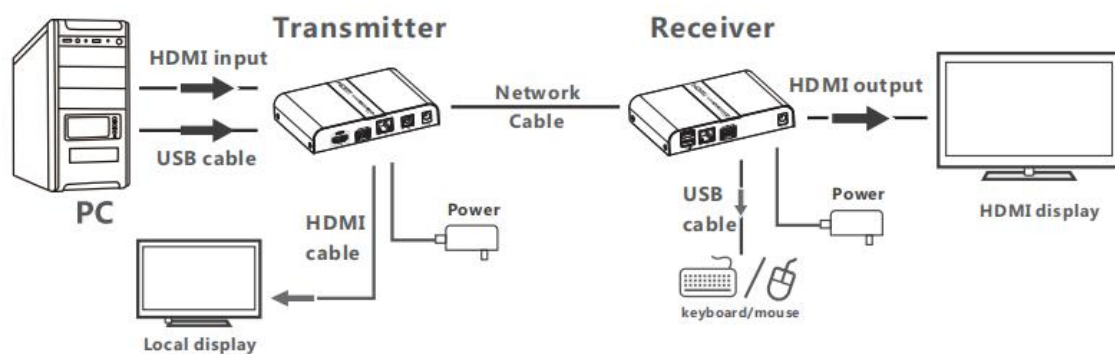 Transmitter
Receiver
HDMI input
USB cable
PC
Network
Cable
HDMI output
HDMI display
HDMI
cable
Power
USB
cable
Power
keyboard/mouse
Local display